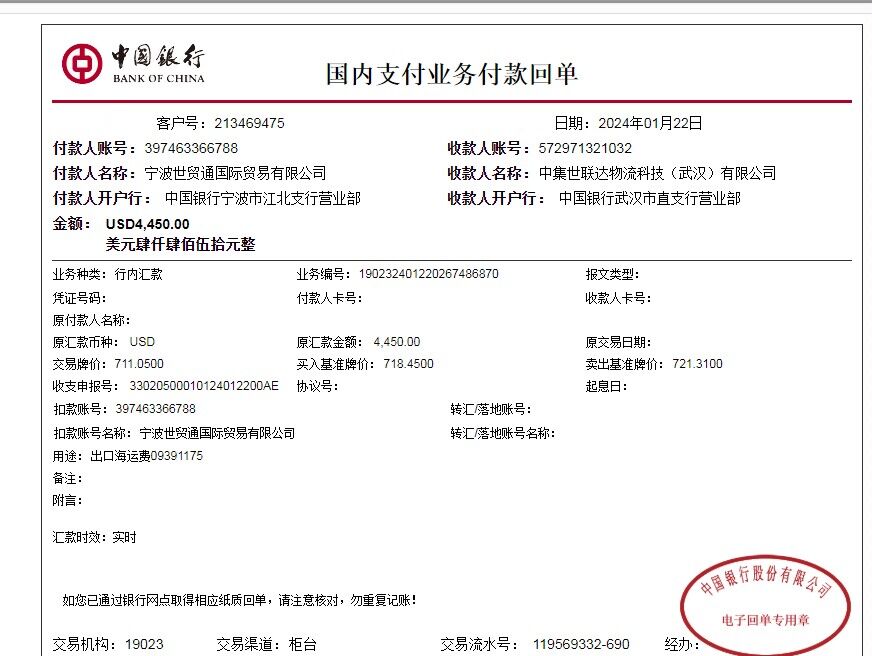 中国银行
BANK OF CHINA
国内支付业务付款回单
客户号：213469475 日期：2024年01月22日
付款人账号：397463366788 收款人账号：572971321032
付款人名称：宁波世贸通国际贸易有限公司 收款人名称：中集世联达物流科技（武汉）有限公司
付款人开户行： 中国银行宁波市江北支行营业部 收款人开户行： 中国银行武汉市直支行营业部
金额： USD4,450.00
美元肆仟肆佰伍拾元整
业务种类：行内汇款 业务编号：190232401220267486870 报文类型：
凭证号码： 付款人卡号： 收款人卡号：
原付款人名称：
原汇款币种： USD 原汇款金额： 4,450.00 原交易日期：
交易牌价：711.0500 买入基准牌价：718.4500 卖出基准牌价：721.3100
收支申报号： 33020500010124012200AE 协议号： 起息日：
扣款账号：397463366788 转汇/落地账号：
扣款账号名称：宁波世贸通国际贸易有限公司 转汇/落地账号名称：
用途：出口海运费09391175
备注：
附言：
汇款时效：实时
中国银行股份有限公司
电子回单专用章
如您已通过银行网点取得相应纸质回单，请注意核对，勿重复记账！
交易机构：19023 交易渠道：柜台 交易流水号： 119569332-690 经办：